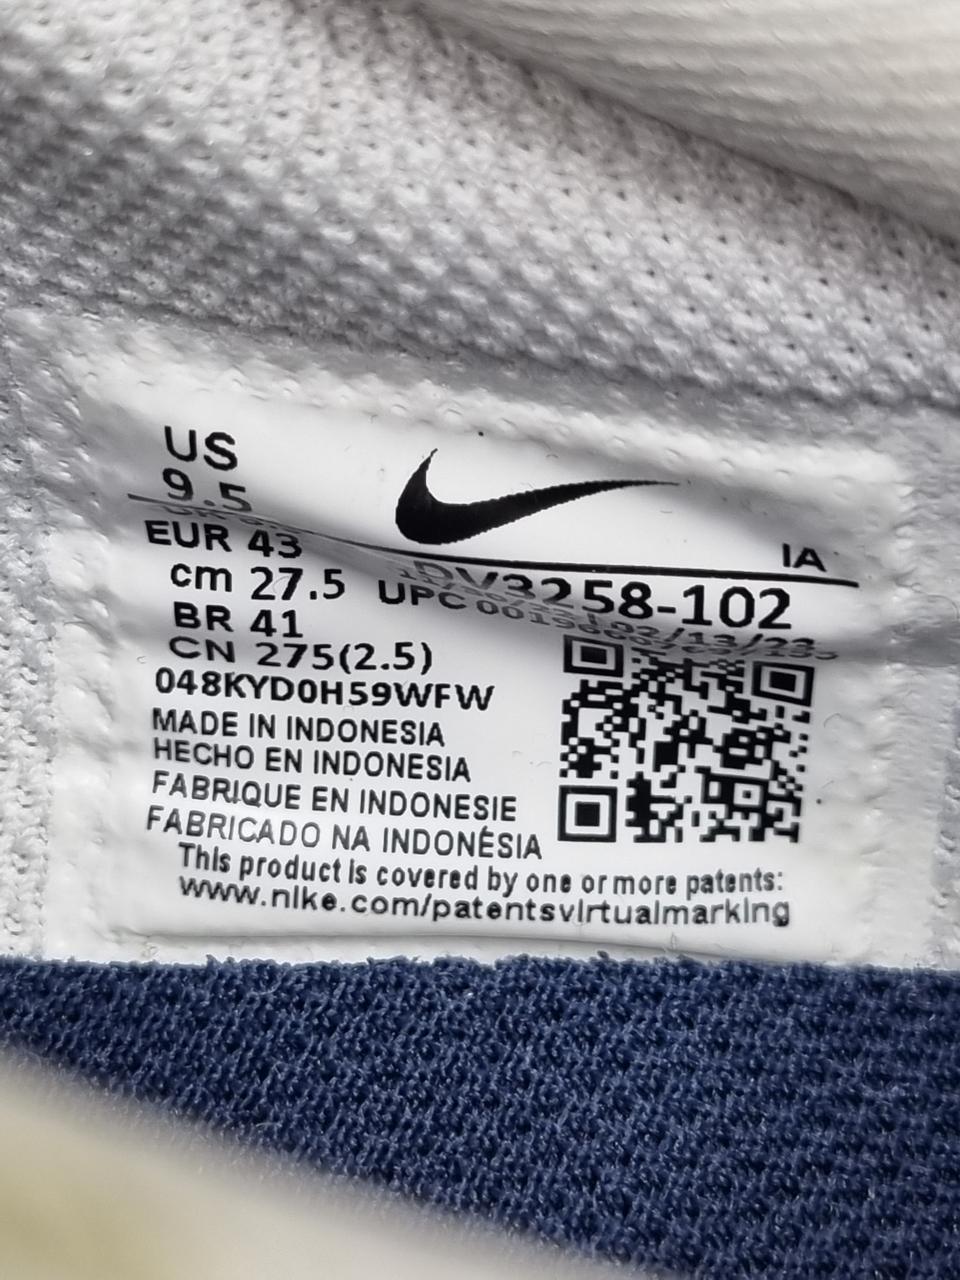 US
9.5
EUR 43
cm 27.5
BR 41
CN 275(2.5)
048KYD0H59WFW
MADE IN INDONESIA
HECHO EN INDONESIA
FABRIQUE EN INDONESIE
FABRICADO NA INDONÉSIA
This product is covered by one or more patents:
www.nike.com/patentsvirtualmarking
IA
DV3258-102
UPC